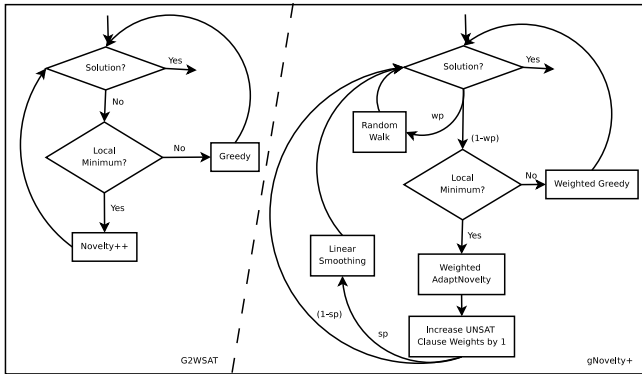 Solution?
Yes
No
Local
Minimum?
No
Greedy
Yes
Novelty++
G2WSAT
Solution?
Yes
wp
Random
Walk
(1-wp)
Local
Minimum?
No
Weighted Greedy
Yes
Linear
Smoothing
Weighted
AdaptNovelty
(1-sp)
sp
Increase UNSAT
Clause Weights by 1
gNovelty+